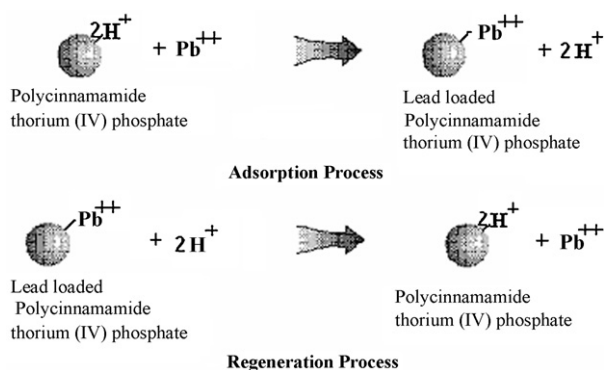 2H⁺ + Pb⁺⁺ Pb⁺⁺ + 2H⁺
Polycinnamamide
thorium (IV) phosphate
Lead loaded
Polycinnamamide
thorium (IV) phosphate
Adsorption Process
Pb⁺⁺ + 2H⁺ 2H⁺ + Pb⁺⁺
Lead loaded
Polycinnamamide
thorium (IV) phosphate
Polycinnamamide
thorium (IV) phosphate
Regeneration Process